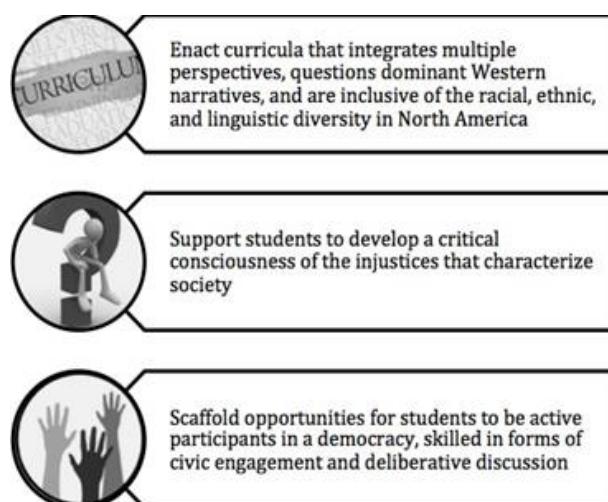 CURRICULU
Enact curricula that integrates multiple
perspectives, questions dominant Western
narratives, and are inclusive of the racial, ethnic,
and linguistic diversity in North America
Support students to develop a critical
consciousness of the injustices that characterize
society
Scaffold opportunities for students to be active
participants in a democracy, skilled in forms of
civic engagement and deliberative discussion